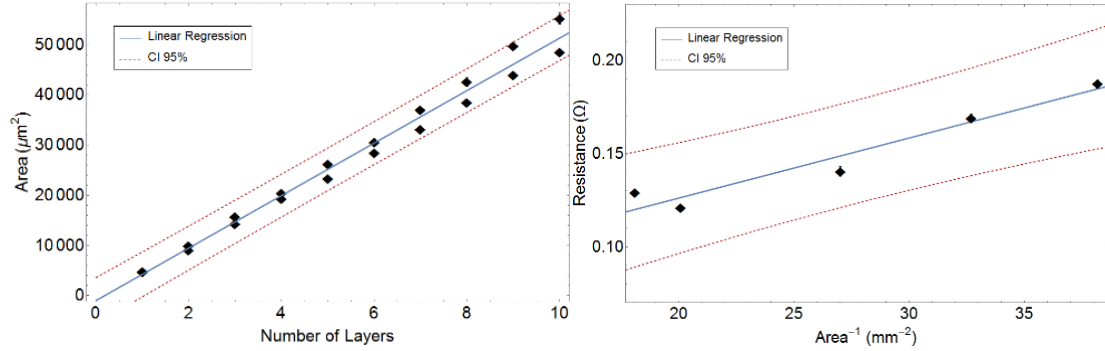 Linear Regression
CI 95%
Area (μm²)
50 000
40 000
30 000
20 000
10 000
0
0 2 4 6 8 10
Number of Layers
Linear Regression
CI 95%
Resistance (Ω)
0.20
0.15
0.10
20 25 30 35
Area⁻¹ (mm⁻²)